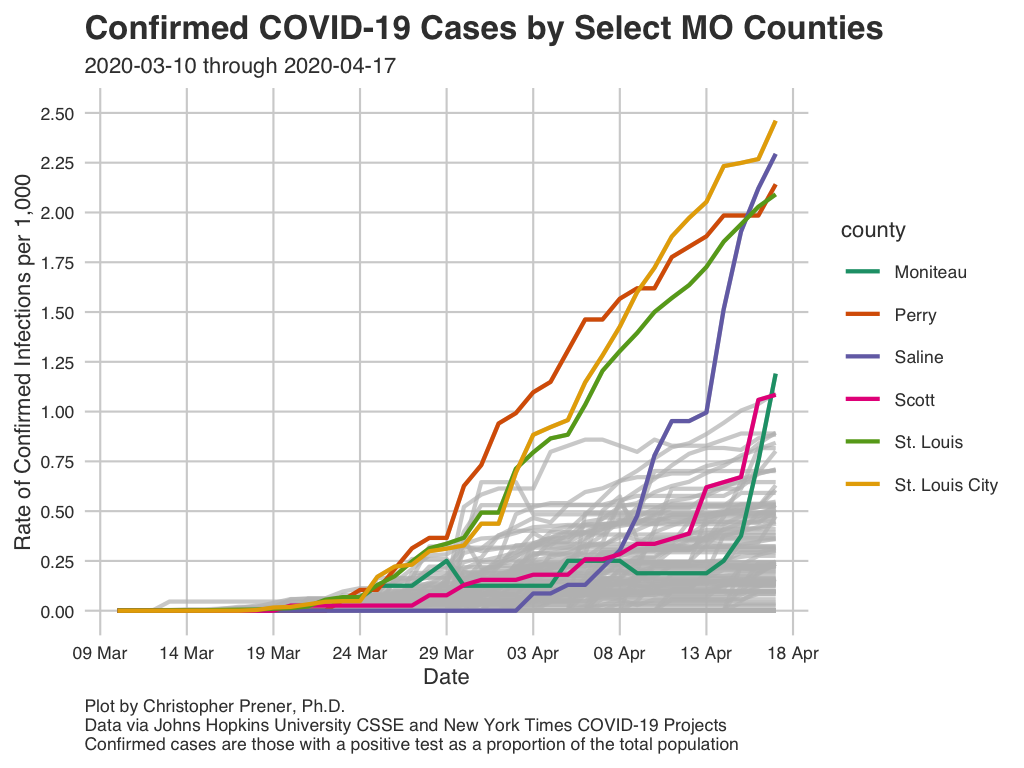 Confirmed COVID-19 Cases by Select MO Counties
2020-03-10 through 2020-04-17
Rate of Confirmed Infections per 1,000
2.50
2.25
2.00
1.75
1.50
1.25
1.00
0.75
0.50
0.25
0.00
09 Mar
14 Mar
19 Mar
24 Mar
29 Mar
03 Apr
08 Apr
13 Apr
18 Apr
Date
county
Moniteau
Perry
Saline
Scott
St. Louis
St. Louis City
Plot by Christopher Prener, Ph.D.
Data via Johns Hopkins University CSSE and New York Times COVID-19 Projects
Confirmed cases are those with a positive test as a proportion of the total population